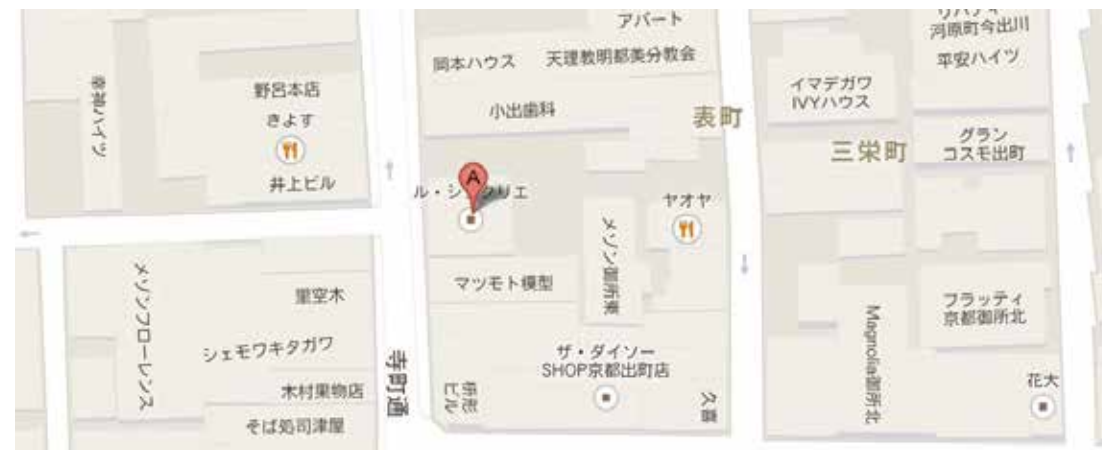 アパート
岡本ハウス
天理教明都美分教会
小出歯科
野呂本店
きよす
井上ビル
幸神ハイツ
A
マツモト模型
表町
ヤオヤ
メゾン御所東
ザ・ダイソー
SHOP京都出町店
久喜
寺町通
メゾンフローレンス
里空木
シェモワキタガワ
木村果物店
そば処司津屋
河原町今出川
平安ハイツ
イマデガワ
IVYハウス
三栄町
グラン
コスモ出町
フラッティ
京都御所北
Magnolia御所北
花大